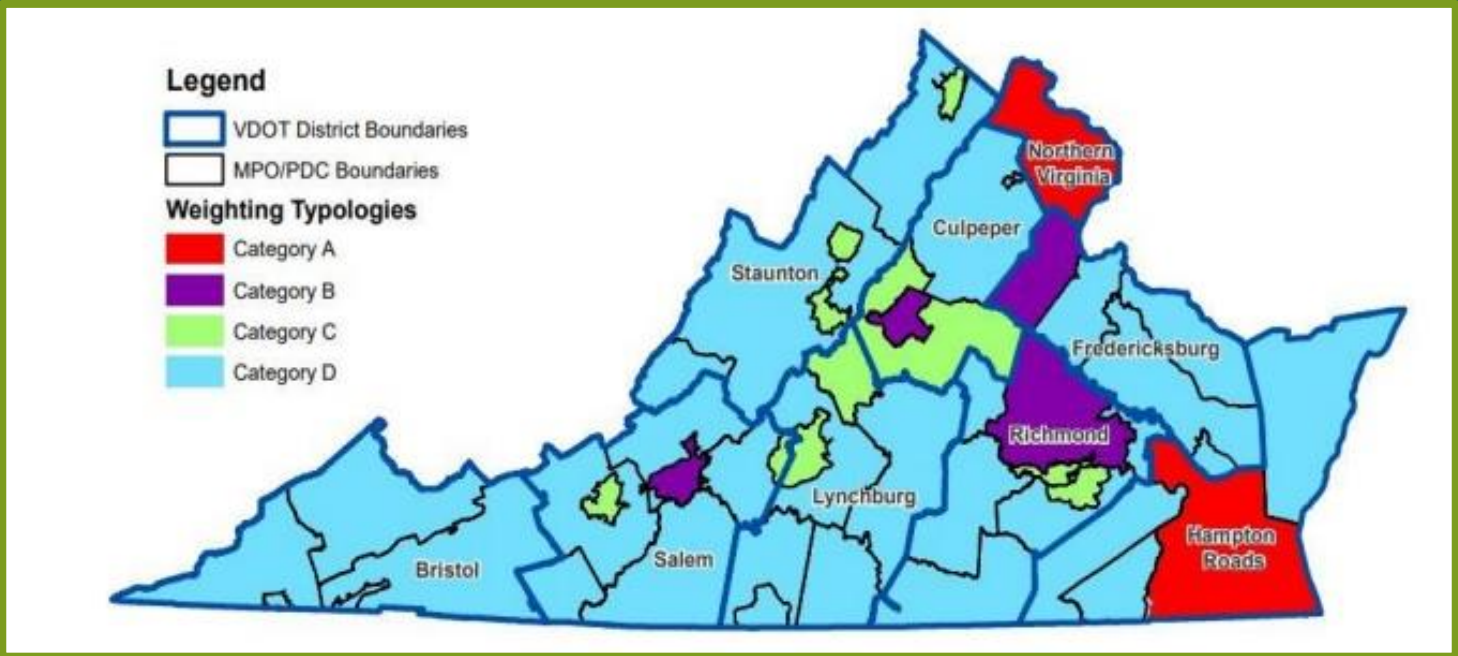 Legend
VDOT District Boundaries
MPO/PDC Boundaries
Weighting Typologies
Category A
Category B
Category C
Category D
Northern
Virginia
Culpeper
Staunton
Fredericksburg
Richmond
Lynchburg
Hampton
Roads
Salem
Bristol